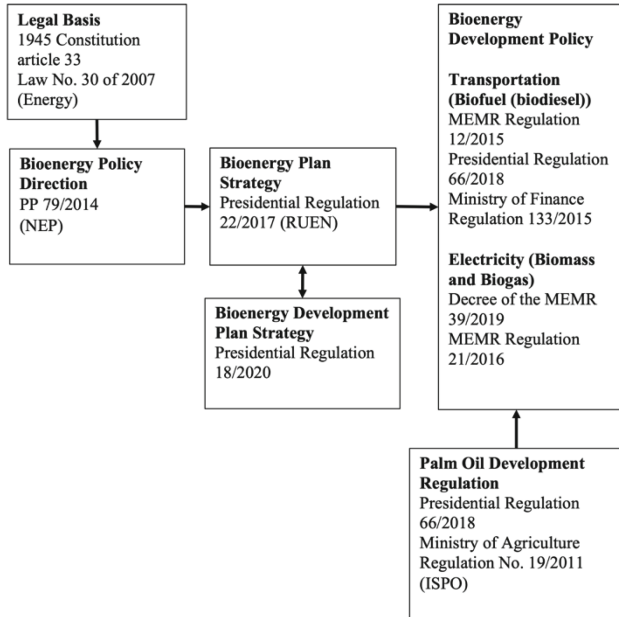 Legal Basis
1945 Constitution
article 33
Law No. 30 of 2007
(Energy)
Bioenergy Policy
Direction
PP 79/2014
(NEP)
Bioenergy Plan
Strategy
Presidential Regulation
22/2017 (RUEN)
Bioenergy Development
Plan Strategy
Presidential Regulation
18/2020
Bioenergy
Development Policy
Transportation
(Biofuel (biodiesel))
MEMR Regulation
12/2015
Presidential Regulation
66/2018
Ministry of Finance
Regulation 133/2015
Electricity (Biomass
and Biogas)
Decree of the MEMR
39/2019
MEMR Regulation
21/2016
Palm Oil Development
Regulation
Presidential Regulation
66/2018
Ministry of Agriculture
Regulation No. 19/2011
(ISPO)